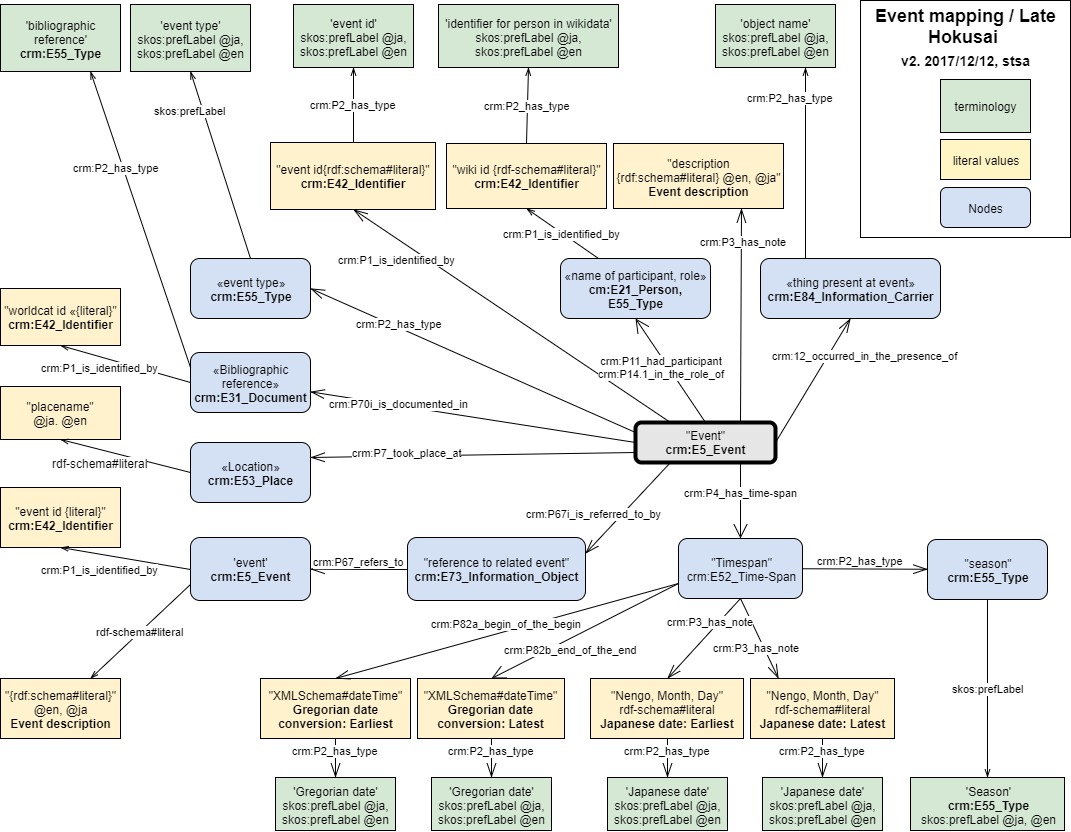 'bibliographic
reference'
crm:E55_Type
'event type'
skos:prefLabel @ja,
skos:prefLabel @en
'event id'
skos:prefLabel @ja,
skos:prefLabel @en
'identifier for person in wikidata'
skos:prefLabel @ja,
skos:prefLabel @en
'object name'
skos:prefLabel @ja,
skos:prefLabel @en
Event mapping / Late
Hokusai
v2. 2017/12/12, stsa
terminology
literal values
Nodes
crm:P2_has_type
skos:prefLabel
crm:P2_has_type
crm:P2_has_type
crm:P2_has_type
"event id{rdf:schema#literal}"
crm:E42_Identifier
"wiki id {rdf-schema#literal}"
crm:E42_Identifier
"description
{rdf:schema#literal} @en, @ja"
Event description
crm:P1_is_identified_by
crm:P1_is_identified_by
crm:P3_has_note
«event type»
crm:E55_Type
«name of participant, role»
cm:E21_Person,
E55_Type
«thing present at event»
crm:E84_Information_Carrier
"worldcat id «{literal}"
crm:E42_Identifier
crm:P2_has_type
crm:P1_is_identified_by
«Bibliographic
reference»
crm:E31_Document
crm:P11_had_participant
crm:P14.1_in_the_role_of
crm:12_occurred_in_the_presence_of
crm:P70i_is_documented_in
"placename"
@ja. @en
rdf-schema#literal
«Location»
crm:E53_Place
crm:P7_took_place_at
"Event"
crm:E5_Event
"event id {literal}"
crm:E42_Identifier
crm:P1_is_identified_by
crm:P4_has_time-span
crm:P67i_is_referred_to_by
'event'
crm:E5_Event
crm:P67_refers_to
"reference to related event"
crm:E73_Information_Object
"Timespan"
crm:E52_Time-Span
crm:P2_has_type
"season"
crm:E55_Type
rdf-schema#literal
crm:P82a_begin_of_the_begin
crm:P82b_end_of_the_end
crm:P3_has_note
crm:P3_has_note
skos:prefLabel
"{rdf:schema#literal}"
@en, @ja
Event description
"XMLSchema#dateTime"
Gregorian date
conversion: Earliest
"XMLSchema#dateTime"
Gregorian date
conversion: Latest
"Nengo, Month, Day"
rdf-schema#literal
Japanese date: Earliest
"Nengo, Month, Day"
rdf-schema#literal
Japanese date: Latest
crm:P2_has_type
crm:P2_has_type
crm:P2_has_type
crm:P2_has_type
'Gregorian date'
skos:prefLabel @ja,
skos:prefLabel @en
'Gregorian date'
skos:prefLabel @ja,
skos:prefLabel @en
'Japanese date'
skos:prefLabel @ja,
skos:prefLabel @en
'Japanese date'
skos:prefLabel @ja,
skos:prefLabel @en
'Season'
crm:E55_Type
skos:prefLabel @ja, @en